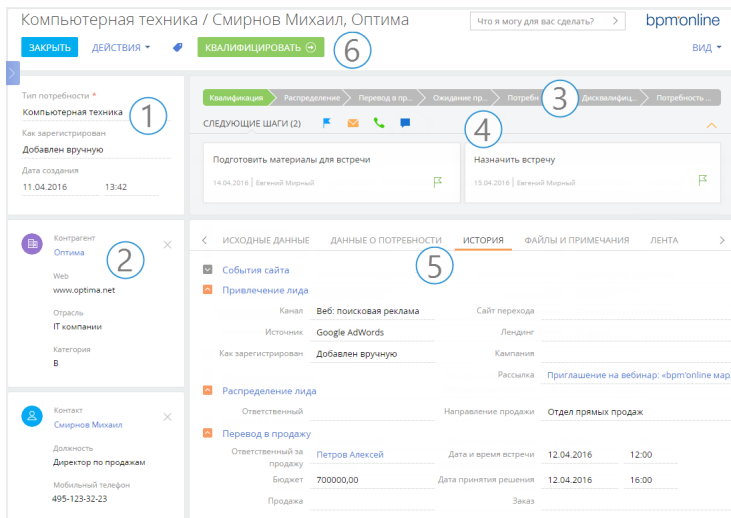 Компьютерная техника / Смирнов Михаил, Оптима
Что я могу для вас сделать? >
bpm'online
ЗАКРЫТЬ ДЕЙСТВИЯ КВАЛИФИЦИРОВАТЬ 6 ВИД
Тип потребности *
Компьютерная техника
1
Как зарегистрирован
Добавлен вручную
Дата создания
11.04.2016 13:42
Квалификация Распределение Перевод в пр... Ожидание пр... Потребн 3 Дисквалифиц... Потребность ...
СЛЕДУЮЩИЕ ШАГИ (2) 4
Подготовить материалы для встречи
14.04.2016 | Евгений Мирный
Назначить встречу
15.04.2016 | Евгений Мирный
Контрагент
Оптима
2
Web
www.optima.net
Отрасль
IT компании
Категория
B
Контакт
Смирнов Михаил
Должность
Директор по продажам
Мобильный телефон
495-123-32-23
< ИСХОДНЫЕ ДАННЫЕ ДАННЫЕ О ПОТРЕБНОСТИ ИСТОРИЯ ФАЙЛЫ И ПРИМЕЧАНИЯ ЛЕНТА >
5
События сайта
Привлечение лида
Канал Веб: поисковая реклама Сайт перехода
Источник Google AdWords Лендинг
Как зарегистрирован Добавлен вручную Кампания
Рассылка Приглашение на вебинар: «bpm'online мар
Распределение лида
Ответственный Направление продажи Отдел прямых продаж
Перевод в продажу
Ответственный за продажу Петров Алексей Дата и время встречи 12.04.2016 12:00
Бюджет 700000,00 Дата принятия решения 12.04.2016 16:00
Продажа Заказ